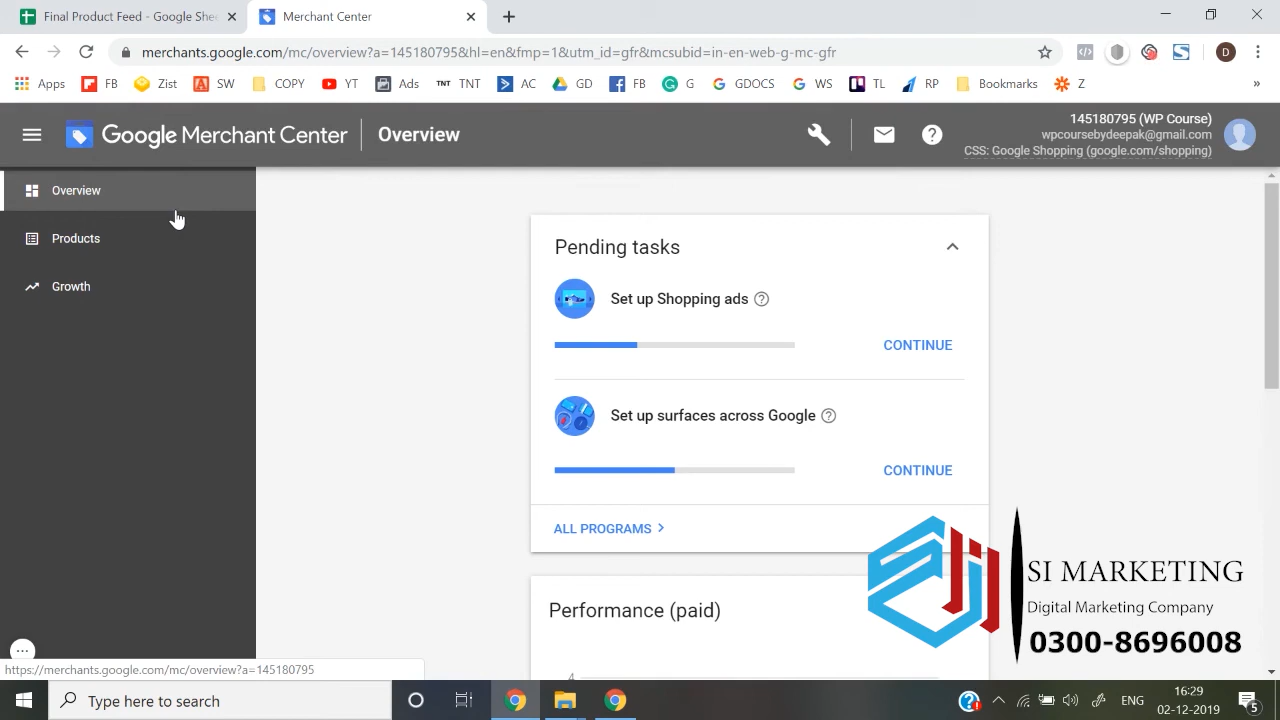 Final Product Feed - Google Shee
Merchant Center
merchants.google.com/mc/overview?a=145180795&hl=en&fmp=1&utm_id=gfr&mcsubid=in-en-web-g-mc-gfr
D
Apps
FB
Zist
SW
COPY
YT
Ads
TNT TNT
AC
GD
FB
G
GDOCS
WS
TL
RP
Bookmarks
Z
»
Google Merchant Center
Overview
145180795 (WP Course)
wpcoursebydeepak@gmail.com
CSS: Google Shopping (google.com/shopping)
Overview
Products
Growth
Pending tasks
Set up Shopping ads
CONTINUE
Set up surfaces across Google
CONTINUE
ALL PROGRAMS
Performance (paid)
4
SI MARKETING
Digital Marketing Company
0300-8696008
https://merchants.google.com/mc/overview?a=145180795
Type here to search
ENG
16:29
02-12-2019
5